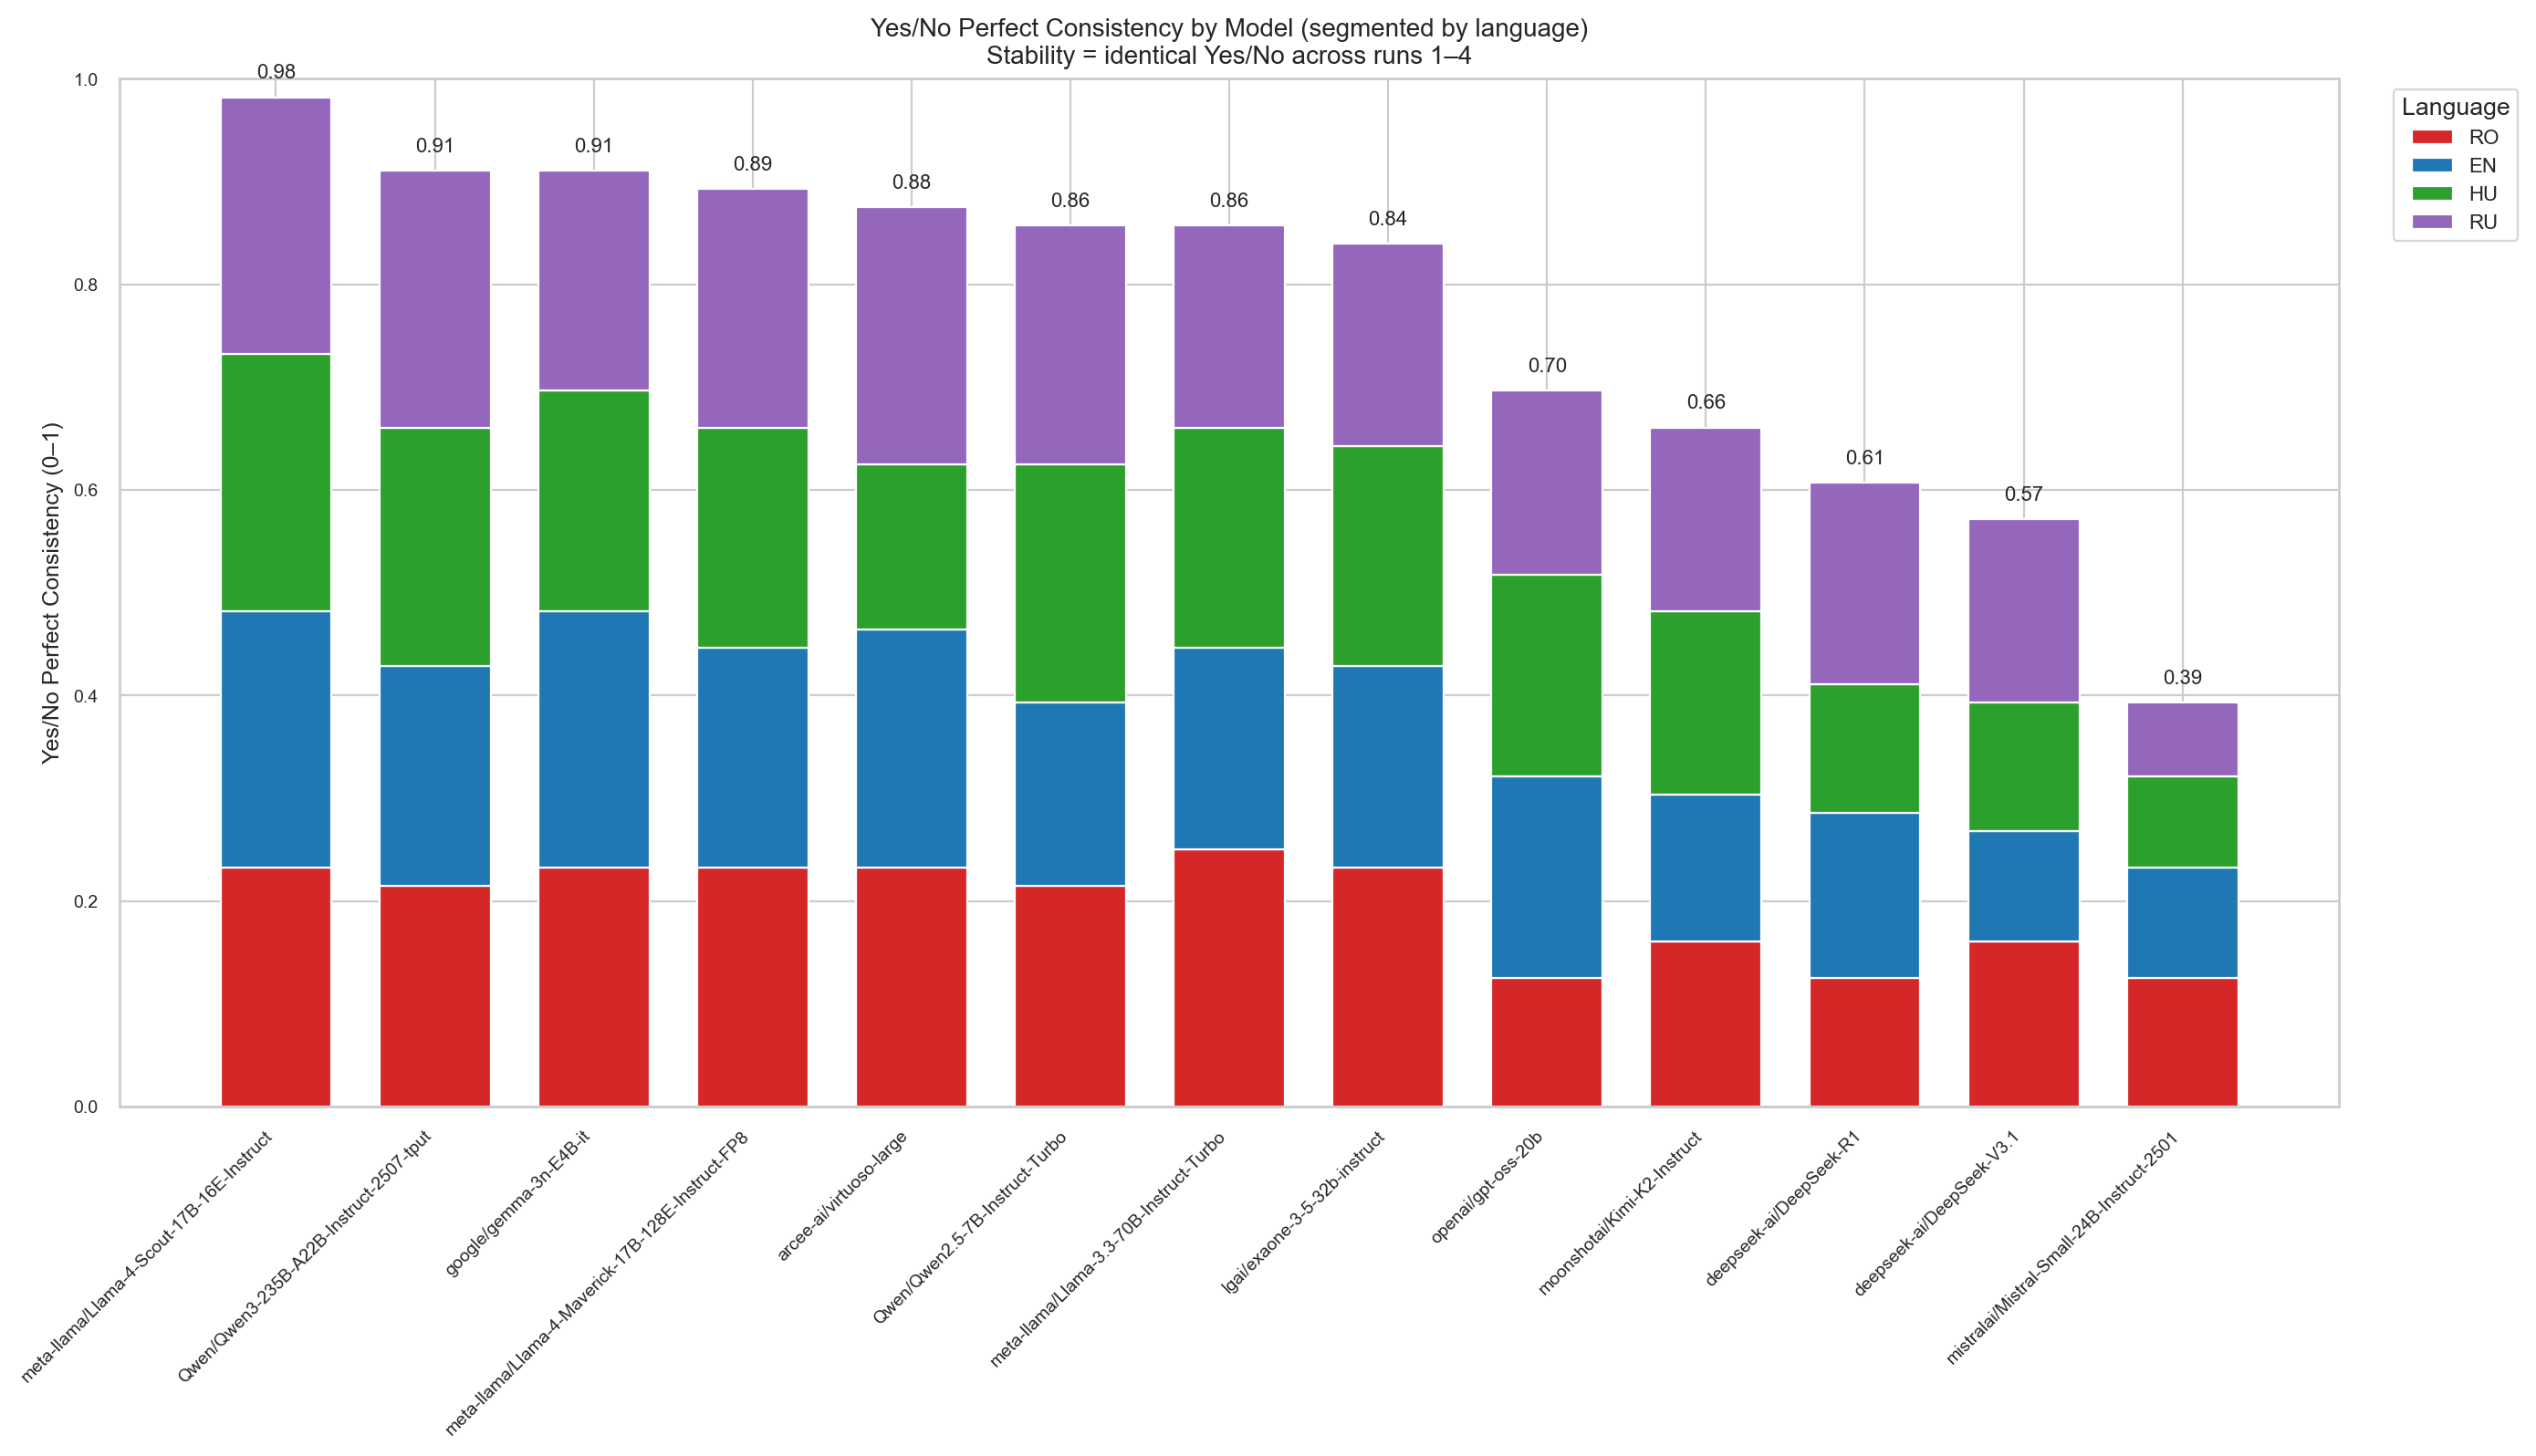 Yes/No Perfect Consistency by Model (segmented by language)
Stability = identical Yes/No across runs 1–4
Yes/No Perfect Consistency (0–1)
1.0
0.8
0.6
0.4
0.2
0.0
0.98
0.91
0.91
0.89
0.88
0.86
0.86
0.84
0.70
0.66
0.61
0.57
0.39
meta-llama/Llama-4-Scout-17B-16E-Instruct
Qwen/Qwen3-235B-A22B-Instruct-2507-tput
google/gemma-3n-E4B-it
meta-llama/Llama-4-Maverick-17B-128E-Instruct-FP8
arcee-ai/virtuoso-large
Qwen/Qwen2.5-7B-Instruct-Turbo
meta-llama/Llama-3.3-70B-Instruct-Turbo
lgai/exaone-3-5-32b-instruct
openai/gpt-oss-20b
moonshotai/Kimi-K2-Instruct
deepseek-ai/DeepSeek-R1
deepseek-ai/DeepSeek-V3.1
mistralai/Mistral-Small-24B-Instruct-2501
Language
RO
EN
HU
RU